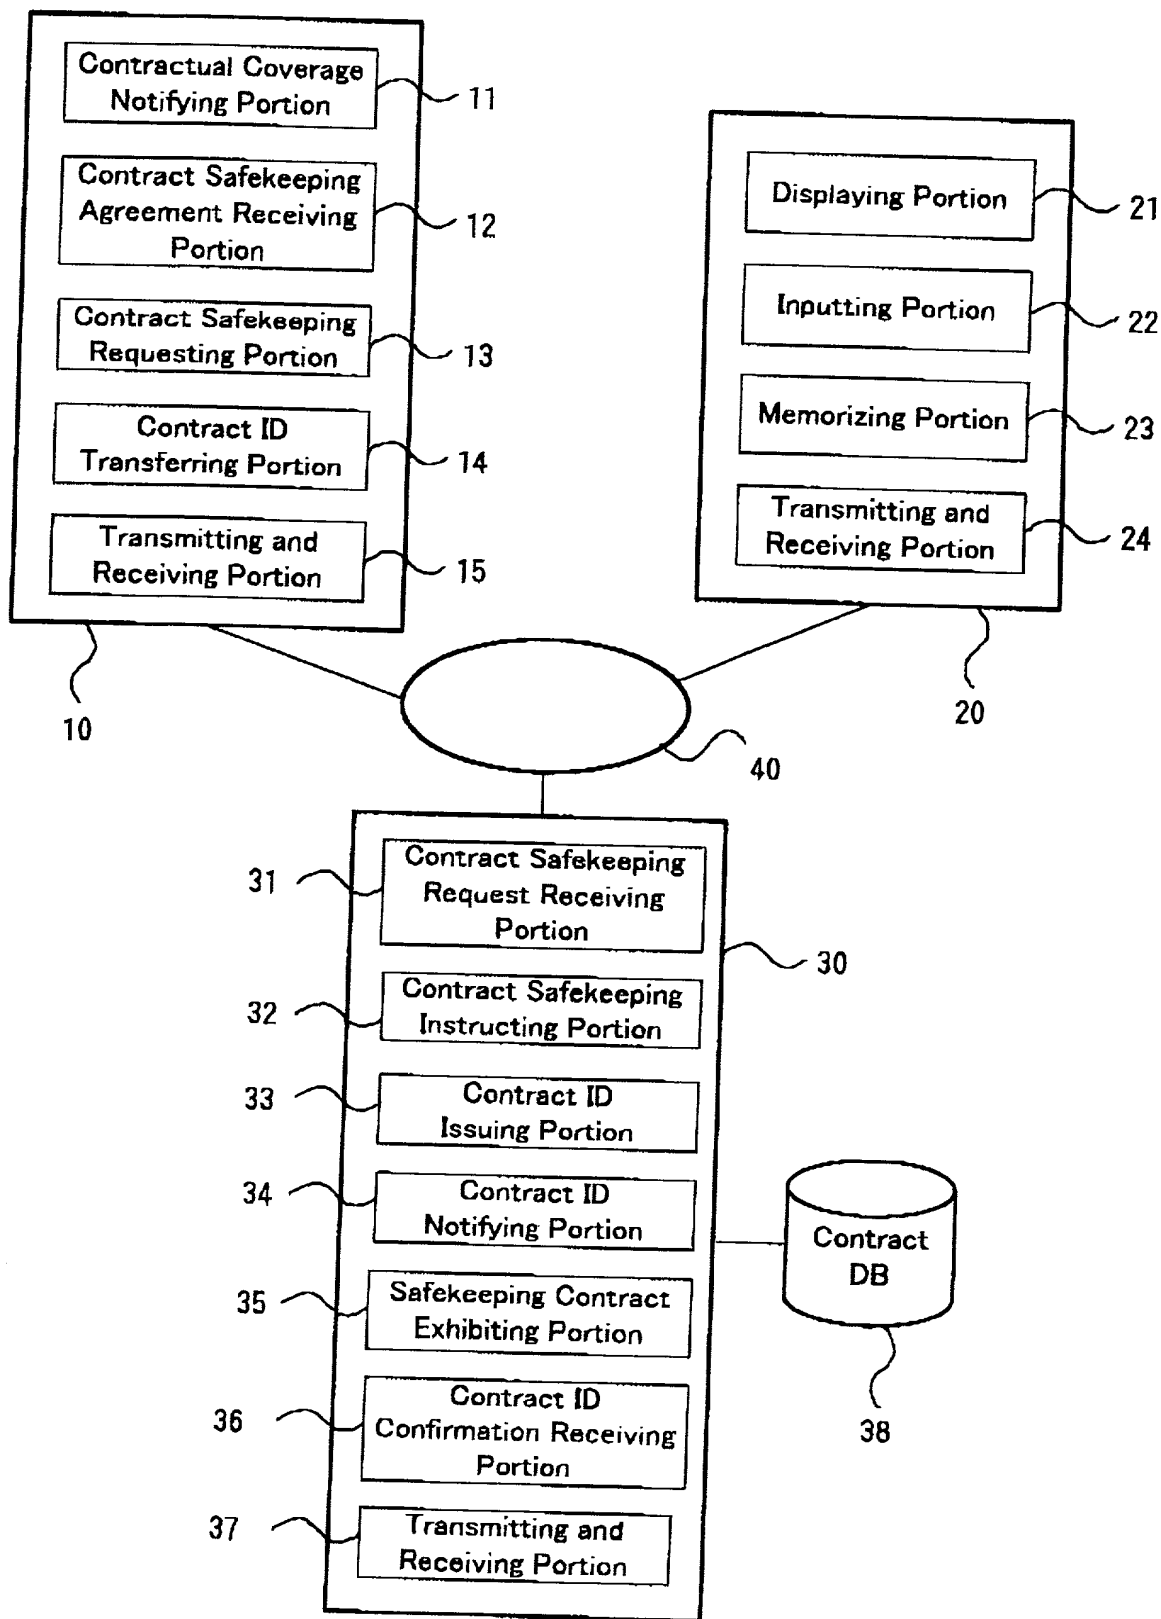 Contractual Coverage
Notifying Portion
11
Contract Safekeeping
Agreement Receiving
Portion
12
Contract Safekeeping
Requesting Portion
13
Contract ID
Transferring Portion
14
Transmitting and
Receiving Portion
15
10
Displaying Portion
21
Inputting Portion
22
Memorizing Portion
23
Transmitting and
Receiving Portion
24
20
40
31
Contract Safekeeping
Request Receiving
Portion
30
32
Contract Safekeeping
Instructing Portion
33
Contract ID
Issuing Portion
34
Contract ID
Notifying Portion
35
Safekeeping Contract
Exhibiting Portion
36
Contract ID
Confirmation Receiving
Portion
37
Transmitting and
Receiving Portion
Contract
DB
38